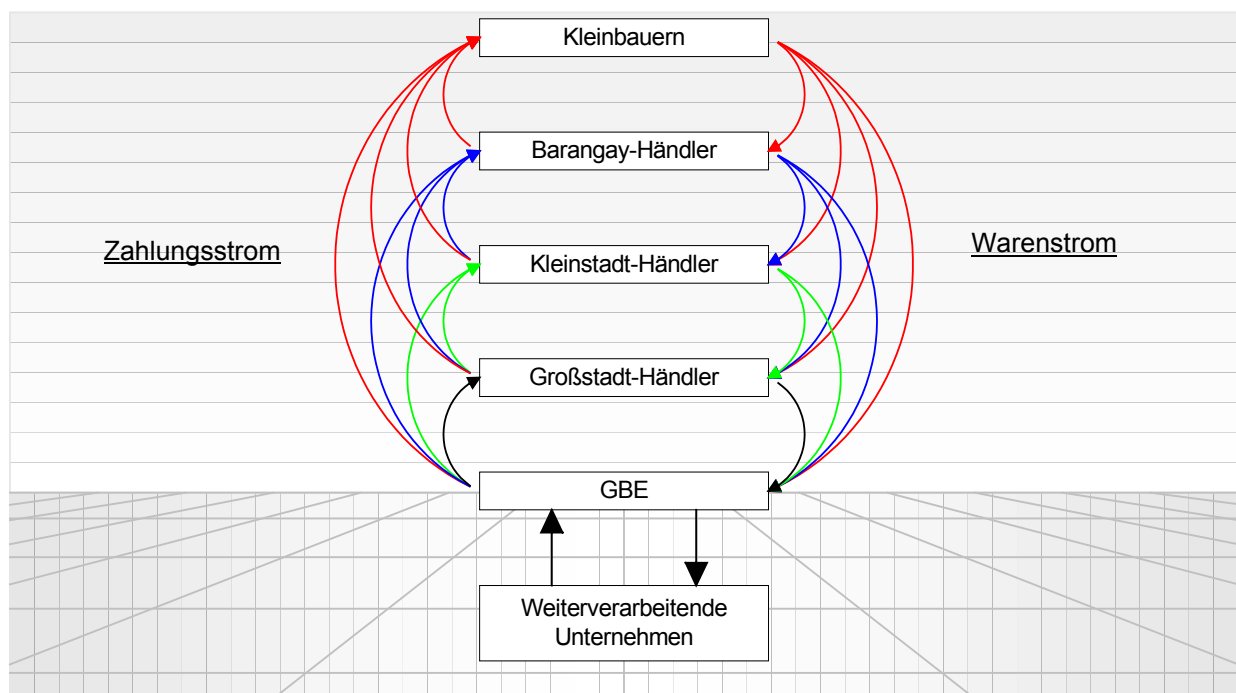 Kleinbauern
Barangay-Händler
Zahlungsstrom
Warenstrom
Kleinstadt-Händler
Großstadt-Händler
GBE
Weiterverarbeitende
Unternehmen